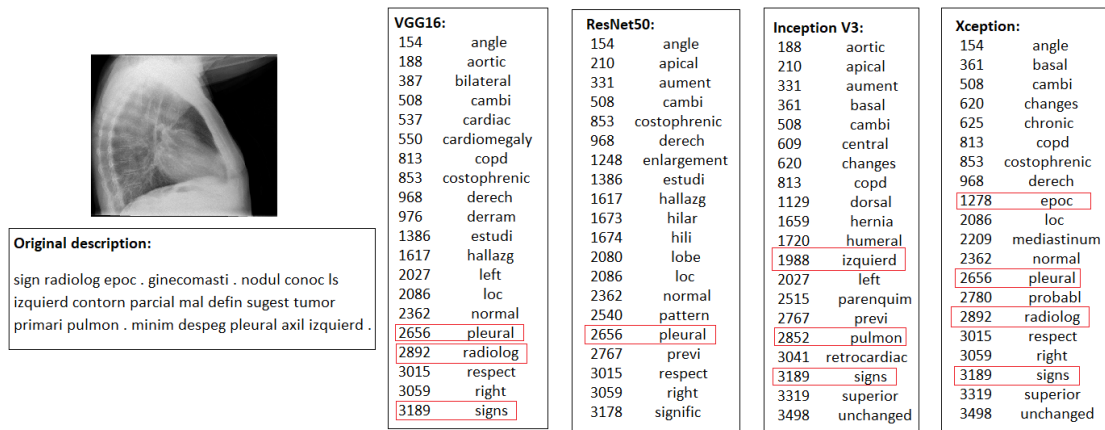 Original description:
sign radiolog epoc . ginecomasti . nodul conoc ls
izquierd contorn parcial mal defin sugest tumor
primari pulmon . minim despeg pleural axil izquierd .
VGG16:
154 angle
188 aortic
387 bilateral
508 cambi
537 cardiac
550 cardiomegaly
813 copd
853 costophrenic
968 derech
976 derram
1386 estudi
1617 hallazg
2027 left
2086 loc
2362 normal
2656 pleural
2892 radiolog
3015 respect
3059 right
3189 signs
ResNet50:
154 angle
210 apical
331 aument
508 cambi
853 costophrenic
968 derech
1248 enlargement
1386 estudi
1617 hallazg
1673 hilar
1674 hili
2080 lobe
2086 loc
2362 normal
2540 pattern
2656 pleural
2767 previ
3015 respect
3059 right
3178 signific
Inception V3:
188 aortic
210 apical
331 aument
361 basal
508 cambi
609 central
620 changes
813 copd
1129 dorsal
1659 hernia
1720 humeral
1988 izquierd
2027 left
2515 parenquim
2767 previ
2852 pulmon
3041 retrocardiac
3189 signs
3319 superior
3498 unchanged
Xception:
154 angle
361 basal
508 cambi
620 changes
625 chronic
813 copd
853 costophrenic
968 derech
1278 epoc
2086 loc
2209 mediastinum
2362 normal
2656 pleural
2780 probabl
2892 radiolog
3015 respect
3059 right
3189 signs
3319 superior
3498 unchanged